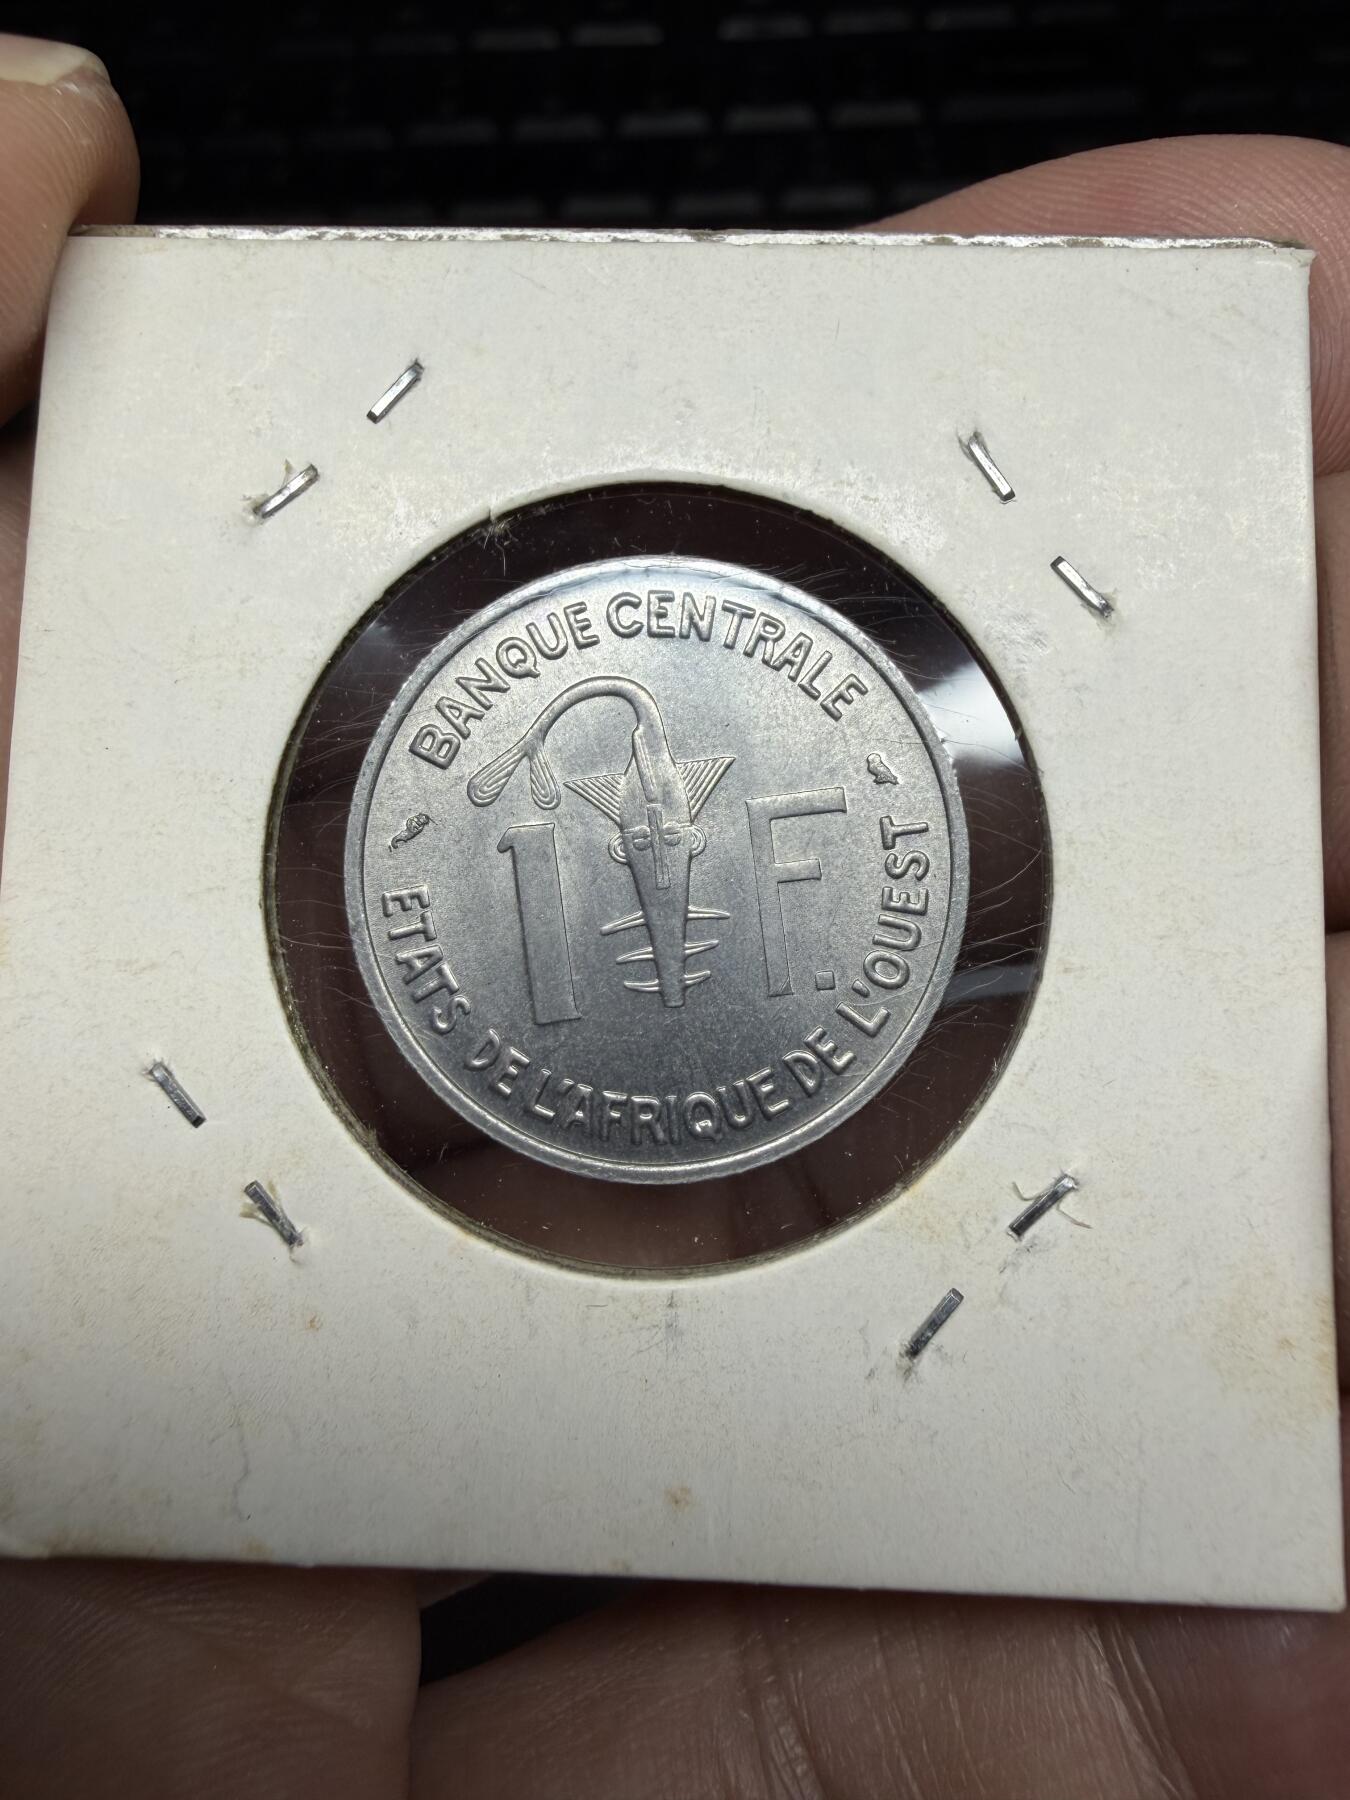 BANQUE CENTRALE
1 F.
ETATS DE L'AFRIQUE DE L'OUEST